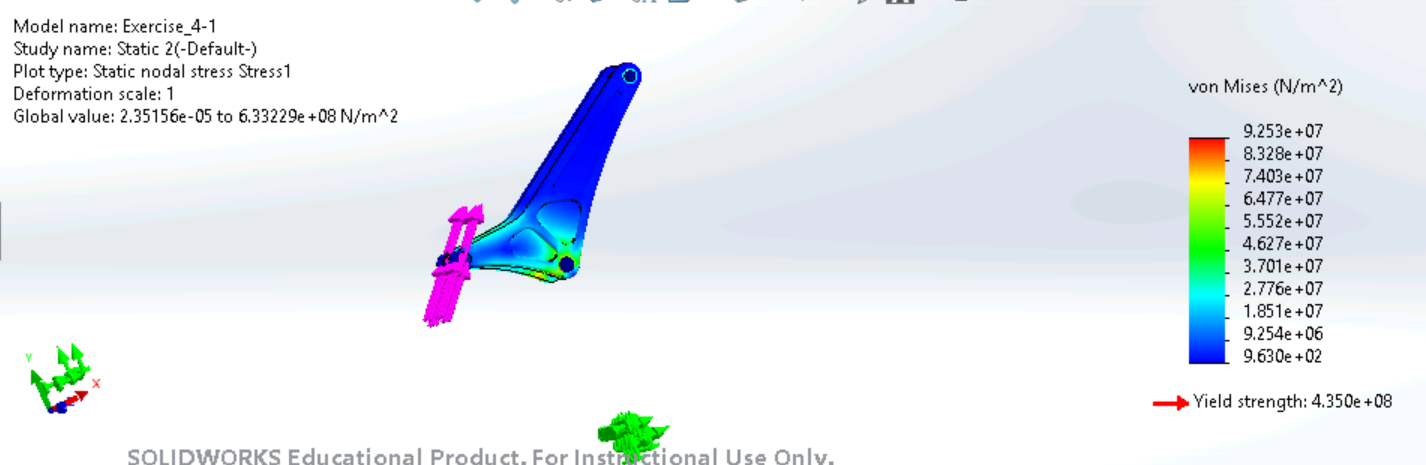 Model name: Exercise_4-1
Study name: Static 2(-Default-)
Plot type: Static nodal stress Stress1
Deformation scale: 1
Global value: 2.35156e-05 to 6.33229e+08 N/m^2
von Mises (N/m^2)
9.253e+07
8.328e+07
7.403e+07
6.477e+07
5.552e+07
4.627e+07
3.701e+07
2.776e+07
1.851e+07
9.254e+06
9.630e+02
Yield strength: 4.350e+08
Y
X
SOLIDWORKS Educational Product. For Instructional Use Only.